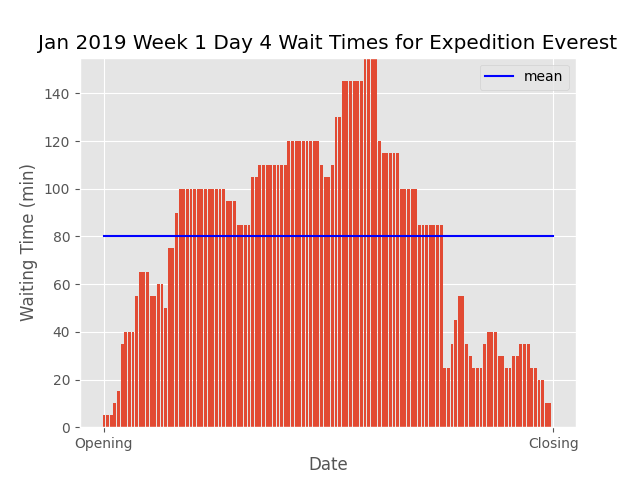 Jan 2019 Week 1 Day 4 Wait Times for Expedition Everest
mean
140
120
100
80
60
40
20
0
Waiting Time (min)
Opening Closing
Date